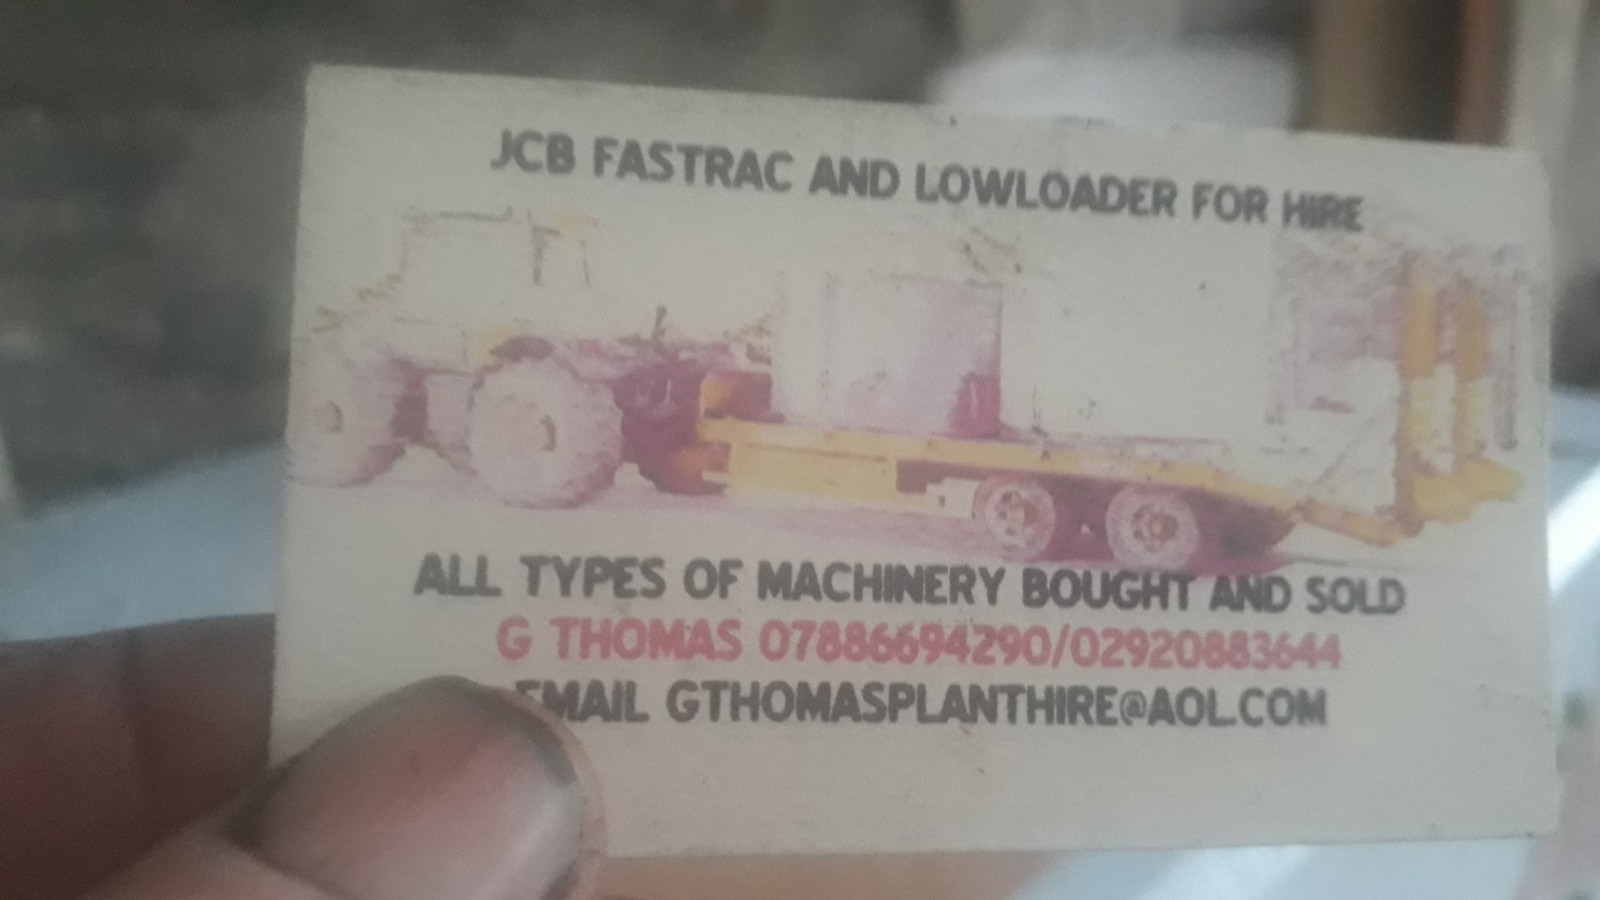 JCB FASTRAC AND LOWLOADER FOR HIRE
ALL TYPES OF MACHINERY BOUGHT AND SOLD
G THOMAS 07886694290/02920883644
EMAIL GTHOMASPLANTHIRE@AOL.COM